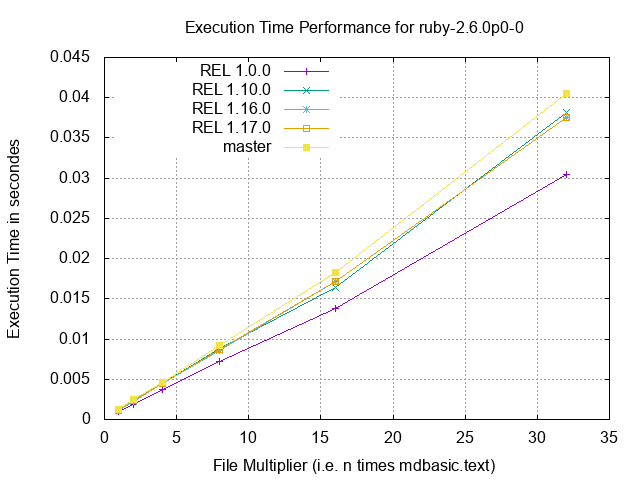 Execution Time Performance for ruby-2.6.0p0-0
0.045
0.04
0.035
0.03
0.025
0.02
0.015
0.01
0.005
0
Execution Time in secondes
REL 1.0.0
REL 1.10.0
REL 1.16.0
REL 1.17.0
master
0 5 10 15 20 25 30 35
File Multiplier (i.e. n times mdbasic.text)